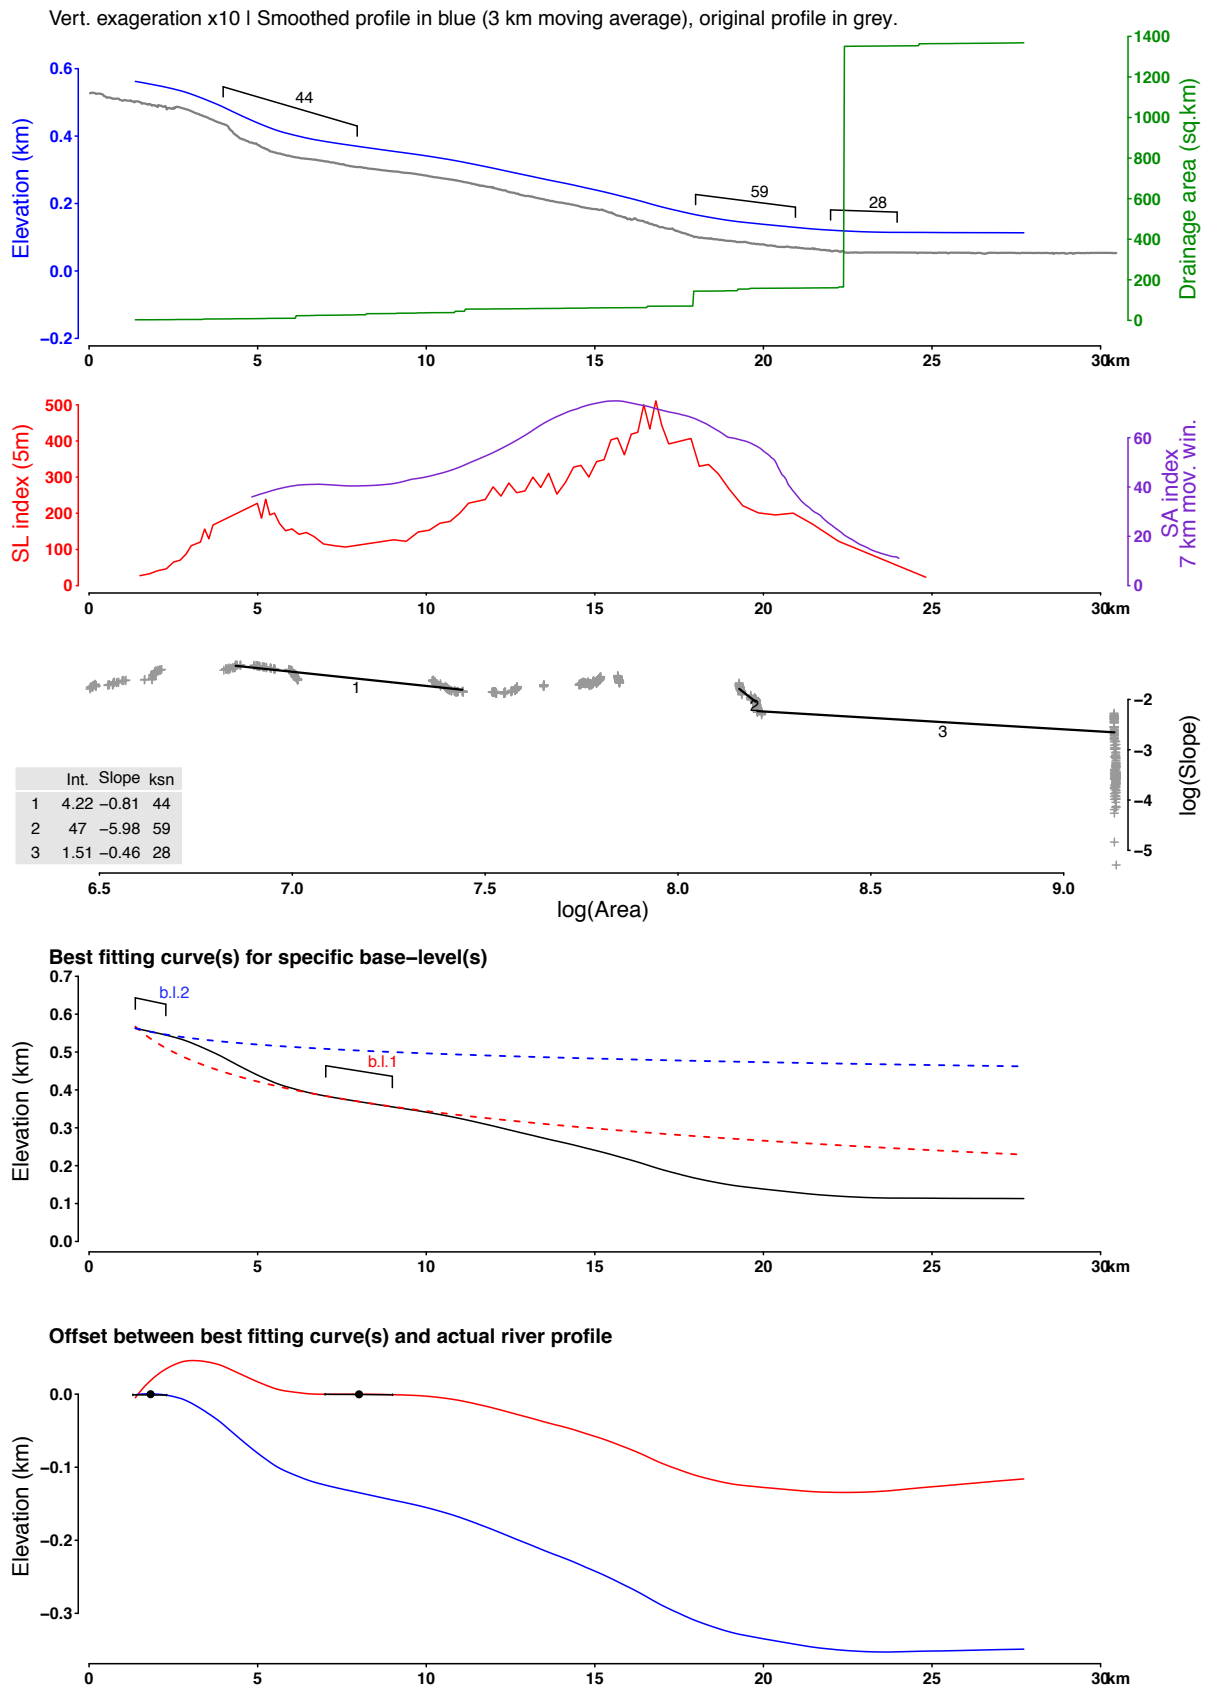 Vert. exageration x10 | Smoothed profile in blue (3 km moving average), original profile in grey.
Elevation (km)
0.6
0.4
0.2
0.0
−0.2
44
59
28
1400
1200
1000
800
600
400
200
0
Drainage area (sq.km)
0 5 10 15 20 25 30km
SL index (5m)
500
400
300
200
100
0
60
40
20
0
SA index
7 km mov. win.
0 5 10 15 20 25 30km
1
2
3
−2
−3
−4
−5
log(Slope)
Int. Slope ksn
1 4.22 −0.81 44
2 47 −5.98 59
3 1.51 −0.46 28
6.5 7.0 7.5 8.0 8.5 9.0
log(Area)
Best fitting curve(s) for specific base−level(s)
Elevation (km)
0.7
0.6
0.5
0.4
0.3
0.2
0.1
0.0
b.l.2
b.l.1
0 5 10 15 20 25 30km
Offset between best fitting curve(s) and actual river profile
Elevation (km)
0.0
−0.1
−0.2
−0.3
0 5 10 15 20 25 30km